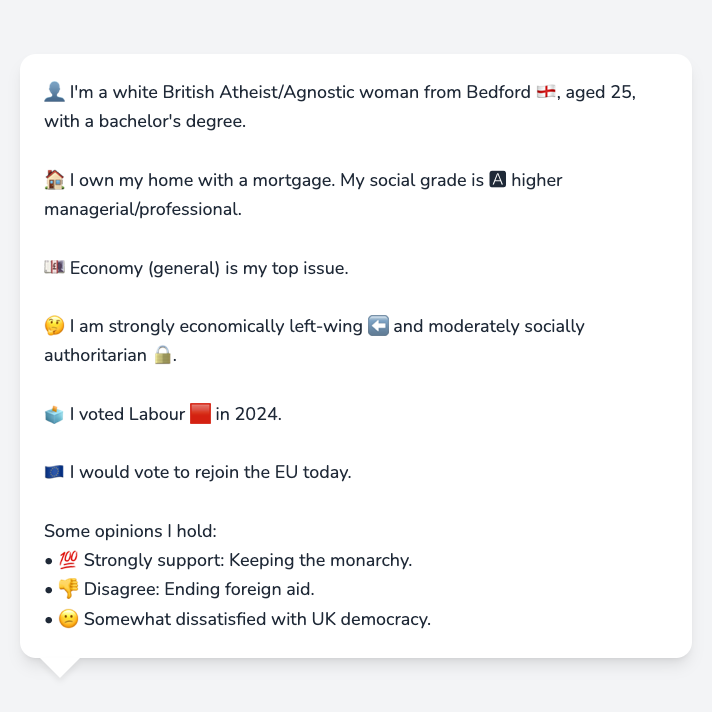 👤 I'm a white British Atheist/Agnostic woman from Bedford 🏴󠁧󠁢󠁥󠁮󠁧󠁿, aged 25,
with a bachelor's degree.
🏠 I own my home with a mortgage. My social grade is 🅰 higher
managerial/professional.
💷 Economy (general) is my top issue.
🤔 I am strongly economically left-wing ⬅️ and moderately socially
authoritarian 🔒.
🗳️ I voted Labour 🟥 in 2024.
🇪🇺 I would vote to rejoin the EU today.
Some opinions I hold:
• 💯 Strongly support: Keeping the monarchy.
• 👎 Disagree: Ending foreign aid.
• 😕 Somewhat dissatisfied with UK democracy.